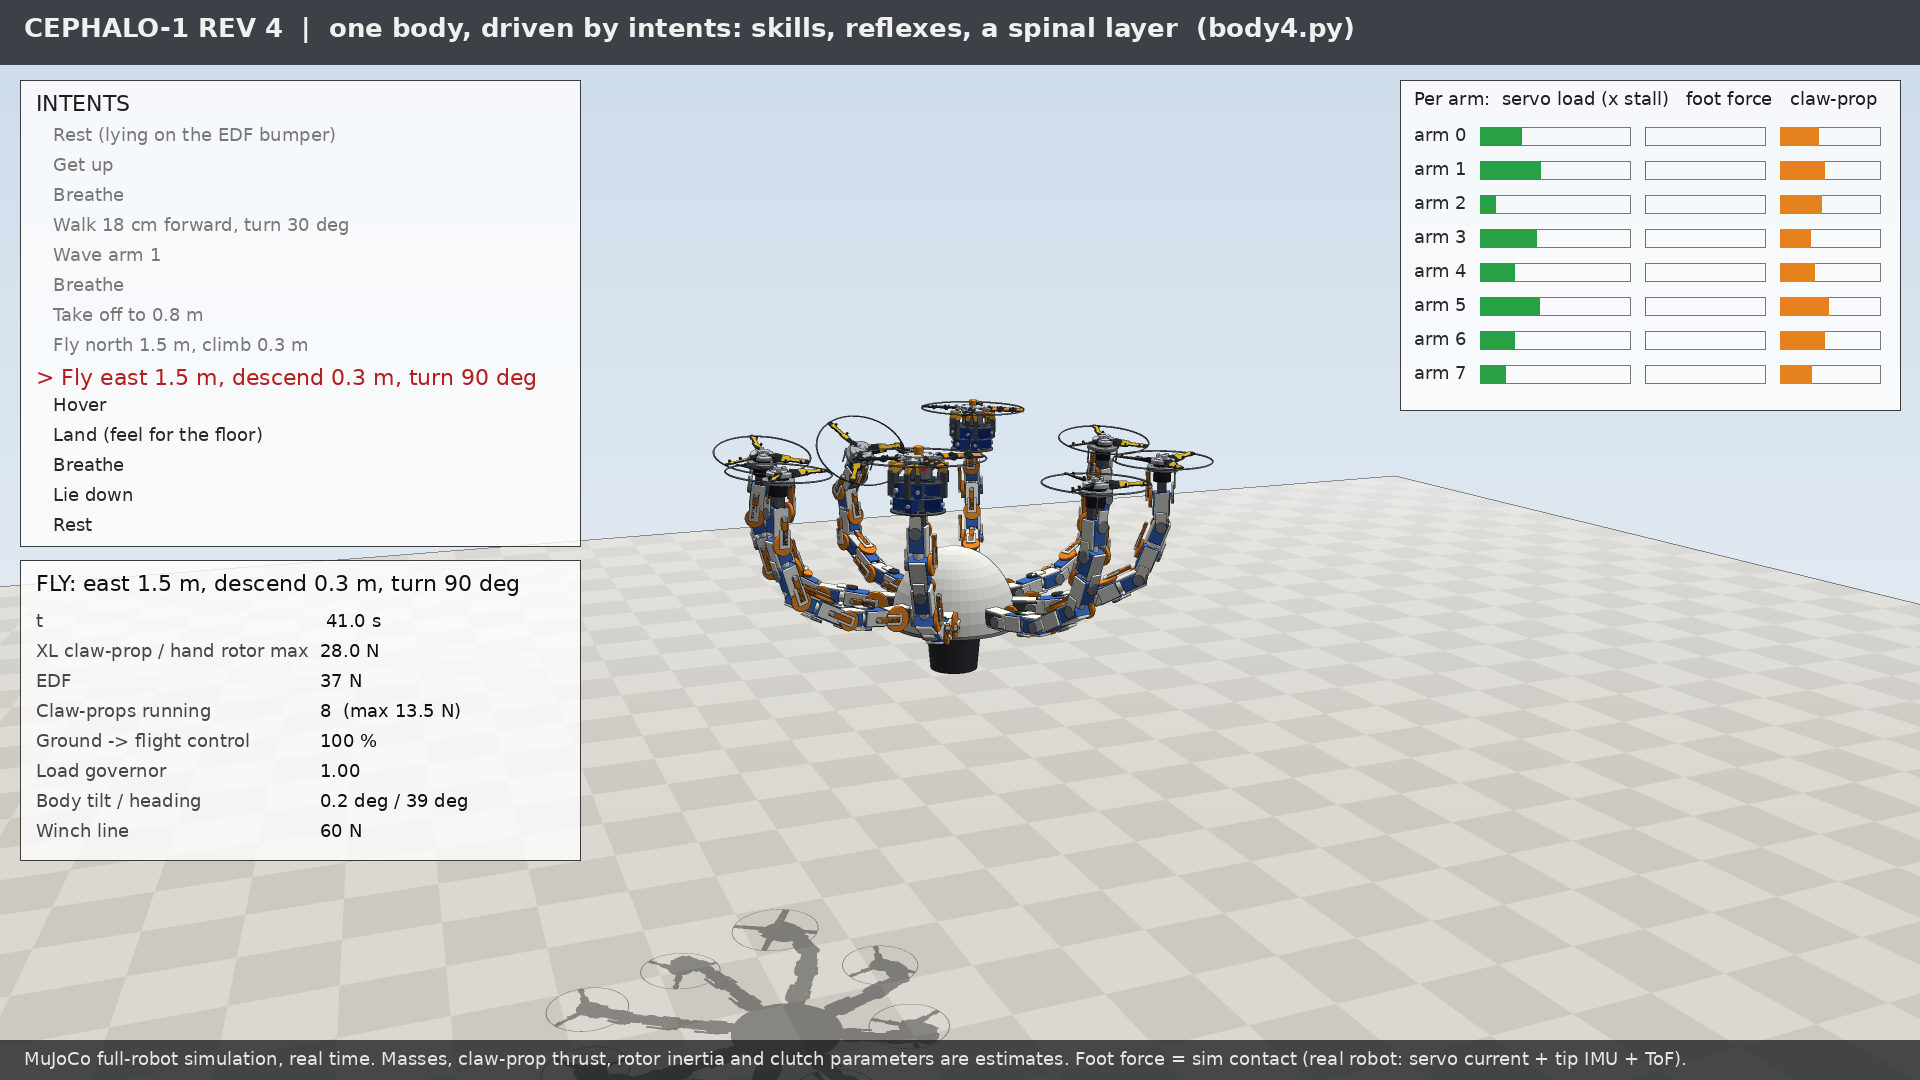 CEPHALO-1 REV 4 | one body, driven by intents: skills, reflexes, a spinal layer (body4.py)
INTENTS
Rest (lying on the EDF bumper)
Get up
Breathe
Walk 18 cm forward, turn 30 deg
Wave arm 1
Breathe
Take off to 0.8 m
Fly north 1.5 m, climb 0.3 m
> Fly east 1.5 m, descend 0.3 m, turn 90 deg
Hover
Land (feel for the floor)
Breathe
Lie down
Rest
FLY: east 1.5 m, descend 0.3 m, turn 90 deg
t 41.0 s
XL claw-prop / hand rotor max 28.0 N
EDF 37 N
Claw-props running 8 (max 13.5 N)
Ground -> flight control 100 %
Load governor 1.00
Body tilt / heading 0.2 deg / 39 deg
Winch line 60 N
Per arm: servo load (x stall) foot force claw-prop
arm 0
arm 1
arm 2
arm 3
arm 4
arm 5
arm 6
arm 7
MuJoCo full-robot simulation, real time. Masses, claw-prop thrust, rotor inertia and clutch parameters are estimates. Foot force = sim contact (real robot: servo current + tip IMU + ToF).